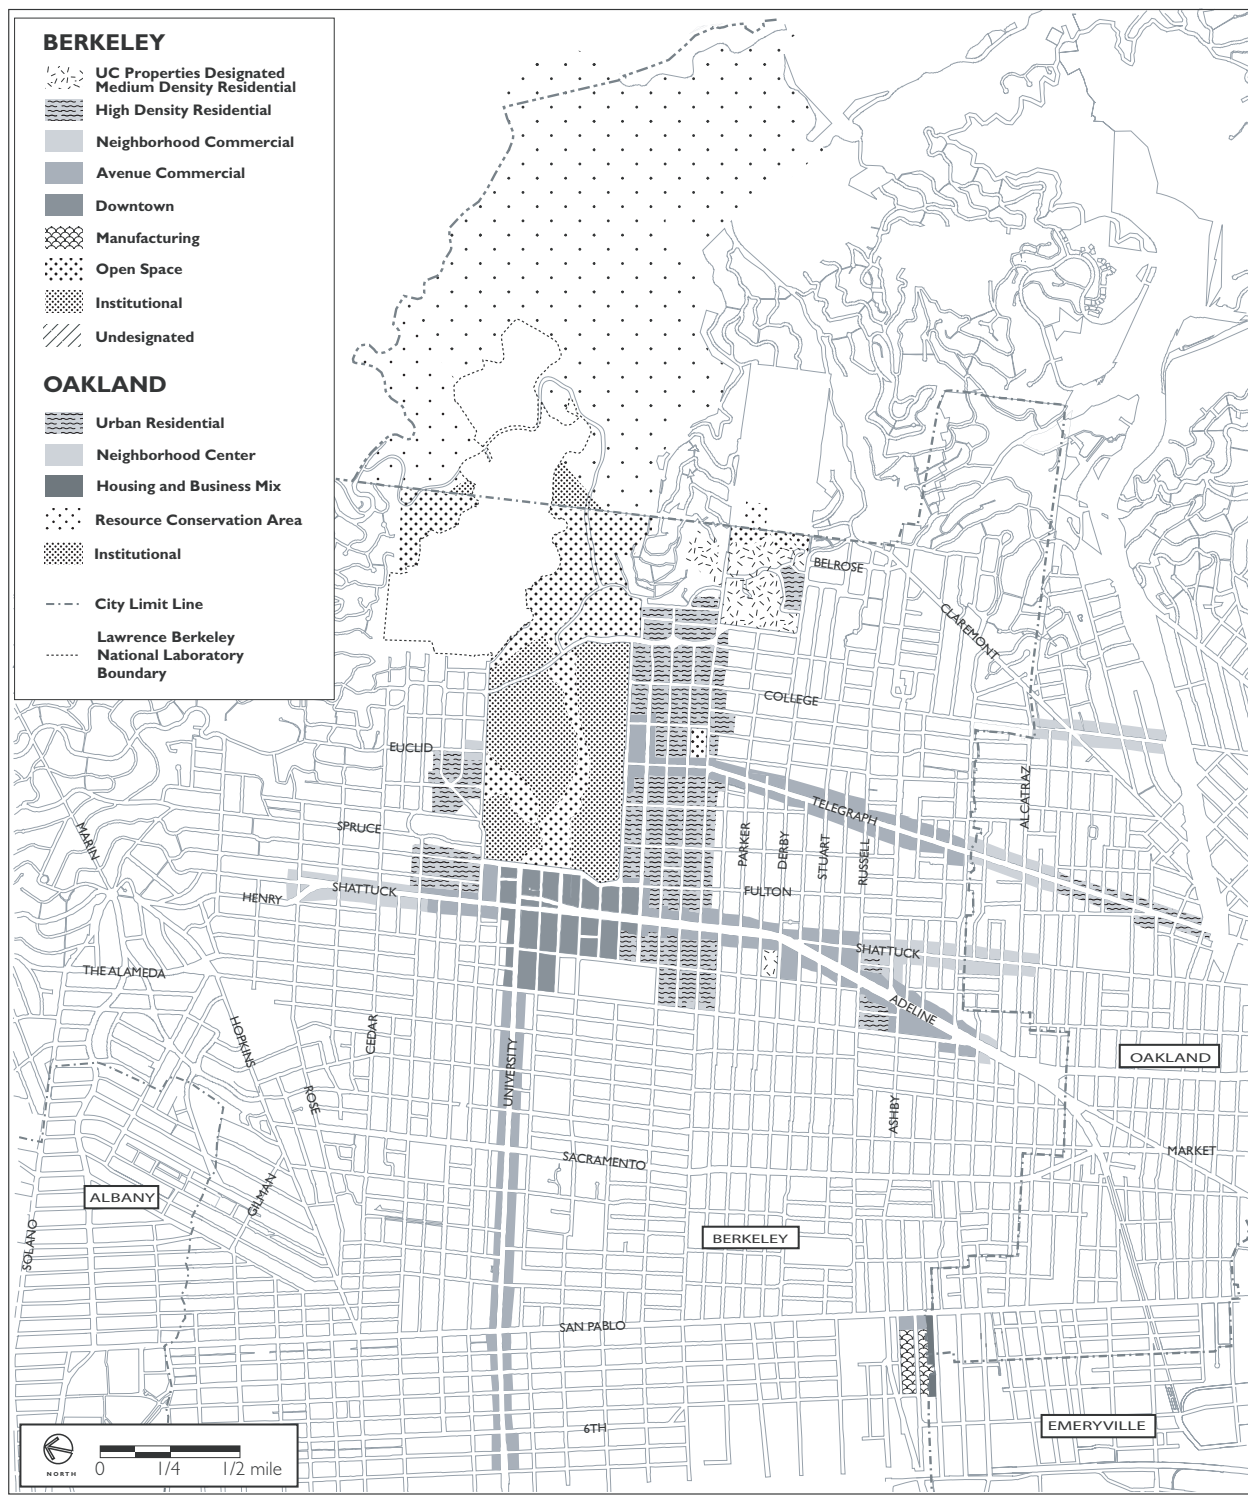 BERKELEY
UC Properties Designated
Medium Density Residential
High Density Residential
Neighborhood Commercial
Avenue Commercial
Downtown
Manufacturing
Open Space
Institutional
Undesignated
OAKLAND
Urban Residential
Neighborhood Center
Housing and Business Mix
Resource Conservation Area
Institutional
City Limit Line
Lawrence Berkeley
National Laboratory
Boundary
BELROSE
CLAREMONT
COLLEGE
EUCLID
ALCATRAZ
TELEGRAPH
MARIN
SPRUCE
PARKER
DERBY
STUART
RUSSELL
HENRY
SHATTUCK
FULTON
SHATTUCK
THE ALAMEDA
ADELINE
HOPKINS
CEDAR
UNIVERSITY
OAKLAND
ROSE
ASHBY
SACRAMENTO
MARKET
ALBANY
GILMAN
SOLANO
BERKELEY
SAN PABLO
6TH
EMERYVILLE
NORTH
0 1/4 1/2 mile